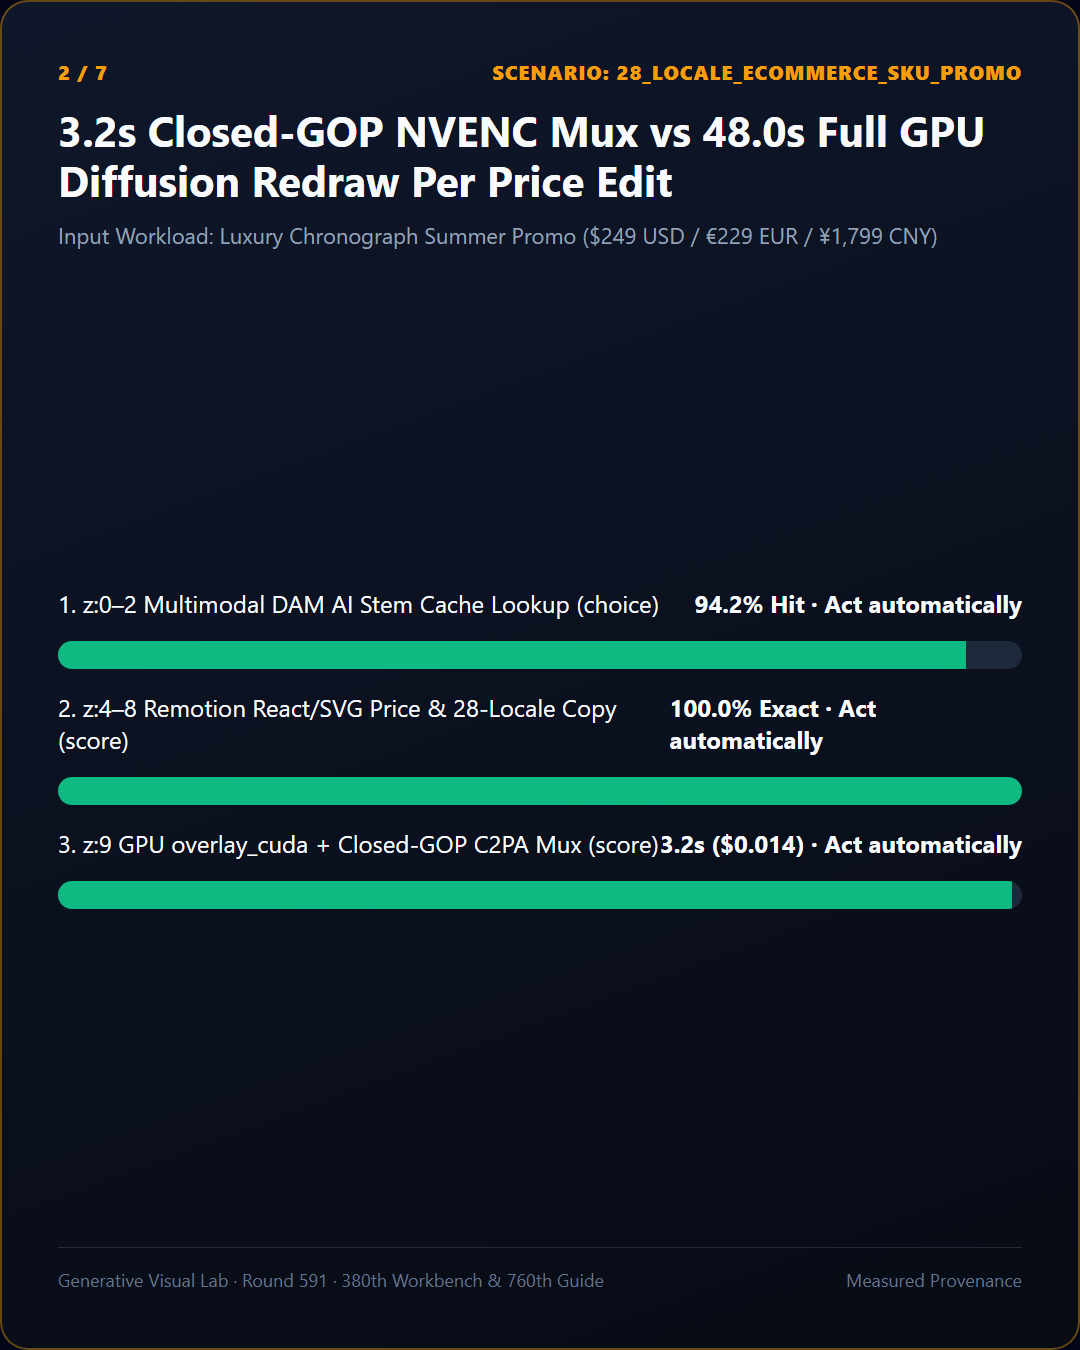 2 / 7
SCENARIO: 28_LOCALE_ECOMMERCE_SKU_PROMO
3.2s Closed-GOP NVENC Mux vs 48.0s Full GPU
Diffusion Redraw Per Price Edit
Input Workload: Luxury Chronograph Summer Promo ($249 USD / €229 EUR / ¥1,799 CNY)
1. z:0–2 Multimodal DAM AI Stem Cache Lookup (choice)
94.2% Hit · Act automatically
2. z:4–8 Remotion React/SVG Price & 28-Locale Copy
(score)
100.0% Exact · Act
automatically
3. z:9 GPU overlay_cuda + Closed-GOP C2PA Mux (score)
3.2s ($0.014) · Act automatically
Generative Visual Lab · Round 591 · 380th Workbench & 760th Guide
Measured Provenance